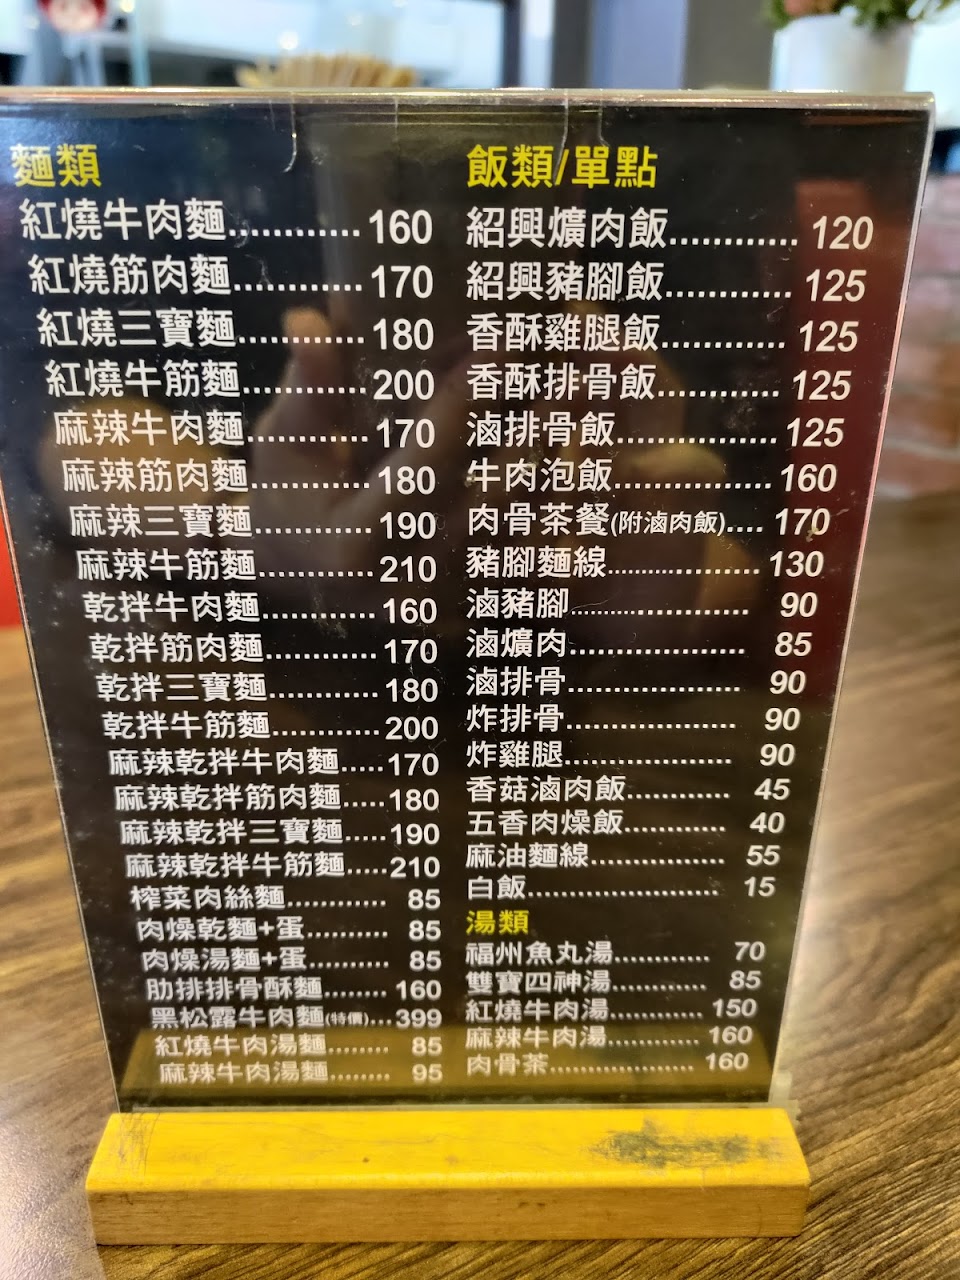 麵類
紅燒牛肉麵............160
紅燒筋肉麵............170
紅燒三寶麵............180
紅燒牛筋麵............200
麻辣牛肉麵............170
麻辣筋肉麵............180
麻辣三寶麵............190
麻辣牛筋麵............210
乾拌牛肉麵............160
乾拌筋肉麵............170
乾拌三寶麵............180
乾拌牛筋麵............200
麻辣乾拌牛肉麵.....170
麻辣乾拌筋肉麵.....180
麻辣乾拌三寶麵.....190
麻辣乾拌牛筋麵.....210
榨菜肉絲麵............85
肉燥乾麵+蛋..........85
肉燥湯麵+蛋..........85
肋排排骨酥麵........160
黑松露牛肉麵(特價)...399
紅燒牛肉湯麵........85
麻辣牛肉湯麵........95
飯類/單點
紹興爌肉飯.............120
紹興豬腳飯.............125
香酥雞腿飯.............125
香酥排骨飯.............125
滷排骨飯................125
牛肉泡飯................160
肉骨茶餐(附滷肉飯)....170
豬腳麵線..................130
滷豬腳.....................90
滷爌肉.....................85
滷排骨.....................90
炸排骨.....................90
炸雞腿.....................90
香菇滷肉飯.............45
五香肉燥飯.............40
麻油麵線.................55
白飯........................15
湯類
福州魚丸湯.............70
雙寶四神湯.............85
紅燒牛肉湯.............150
麻辣牛肉湯.............160
肉骨茶.....................160